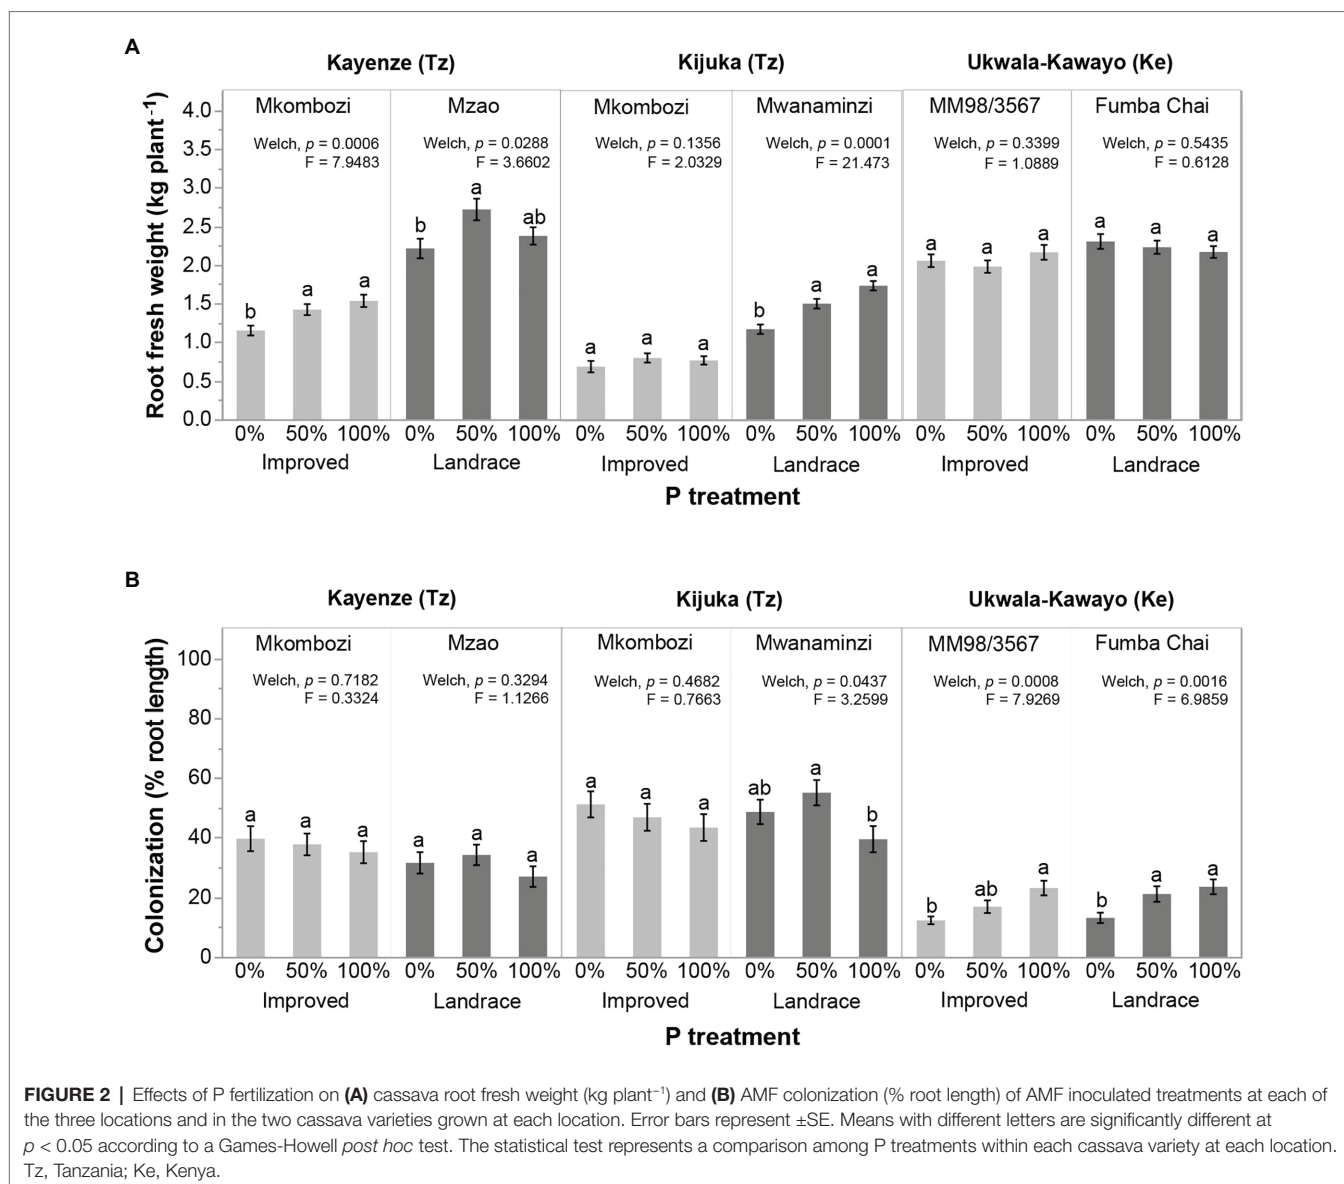 A
Kayenze (Tz) Kijuka (Tz) Ukwala-Kawayo (Ke)
Mkombozi Mzao Mkombozi Mwanaminzi MM98/3567 Fumba Chai
Welch, p = 0.0006 Welch, p = 0.0288 Welch, p = 0.1356 Welch, p = 0.0001 Welch, p = 0.3399 Welch, p = 0.5435
F = 7.9483 F = 3.6602 F = 2.0329 F = 21.473 F = 1.0889 F = 0.6128
Root fresh weight (kg plant⁻¹)
4.0
3.5
3.0
2.5
2.0
1.5
1.0
0.5
0.0
b a a b a ab a a a b a a a a a a a a
0% 50% 100% 0% 50% 100% 0% 50% 100% 0% 50% 100% 0% 50% 100% 0% 50% 100%
Improved Landrace Improved Landrace Improved Landrace
P treatment
B
Kayenze (Tz) Kijuka (Tz) Ukwala-Kawayo (Ke)
Mkombozi Mzao Mkombozi Mwanaminzi MM98/3567 Fumba Chai
Welch, p = 0.7182 Welch, p = 0.3294 Welch, p = 0.4682 Welch, p = 0.0437 Welch, p = 0.0008 Welch, p = 0.0016
F = 0.3324 F = 1.1266 F = 0.7663 F = 3.2599 F = 7.9269 F = 6.9859
Colonization (% root length)
100
80
60
40
20
0
a a a a a a a a a ab a b b ab a b a a
0% 50% 100% 0% 50% 100% 0% 50% 100% 0% 50% 100% 0% 50% 100% 0% 50% 100%
Improved Landrace Improved Landrace Improved Landrace
P treatment
FIGURE 2 | Effects of P fertilization on (A) cassava root fresh weight (kg plant⁻¹) and (B) AMF colonization (% root length) of AMF inoculated treatments at each of
the three locations and in the two cassava varieties grown at each location. Error bars represent ±SE. Means with different letters are significantly different at
p < 0.05 according to a Games-Howell post hoc test. The statistical test represents a comparison among P treatments within each cassava variety at each location.
Tz, Tanzania; Ke, Kenya.